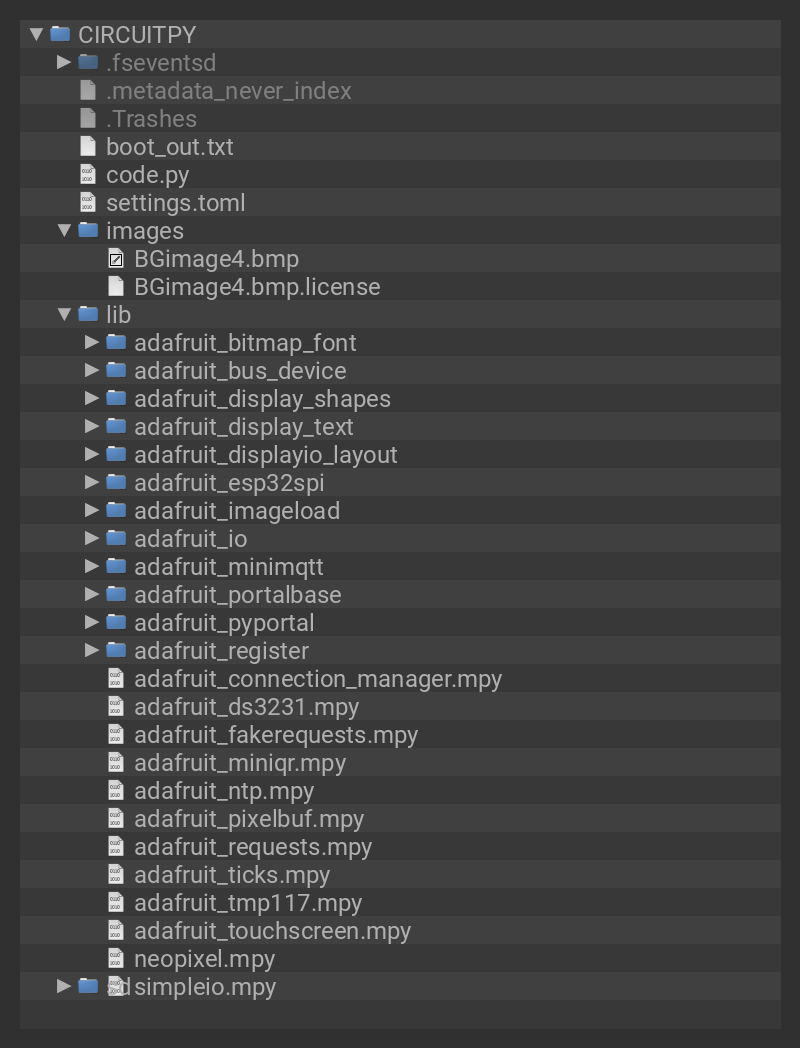 CIRCUITPY
.fseventsd
.metadata_never_index
.Trashes
boot_out.txt
code.py
settings.toml
images
BGimage4.bmp
BGimage4.bmp.license
lib
adafruit_bitmap_font
adafruit_bus_device
adafruit_display_shapes
adafruit_display_text
adafruit_displayio_layout
adafruit_esp32spi
adafruit_imageload
adafruit_io
adafruit_minimqtt
adafruit_portalbase
adafruit_pyportal
adafruit_register
adafruit_connection_manager.mpy
adafruit_ds3231.mpy
adafruit_fakerequests.mpy
adafruit_miniqr.mpy
adafruit_ntp.mpy
adafruit_pixelbuf.mpy
adafruit_requests.mpy
adafruit_ticks.mpy
adafruit_tmp117.mpy
adafruit_touchscreen.mpy
neopixel.mpy
sd simpleio.mpy